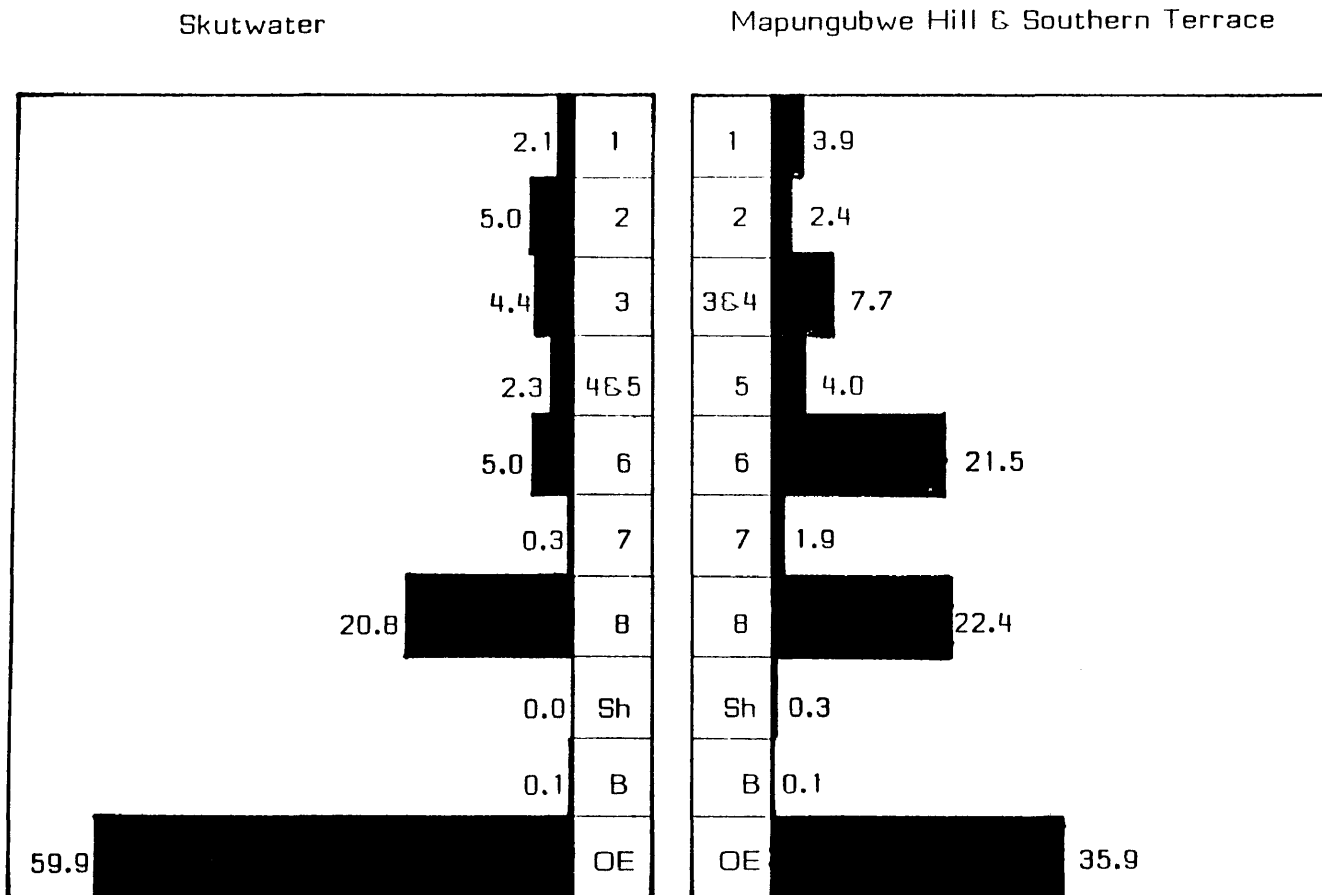 Skutwater Mapungubwe Hill & Southern Terrace
2.1 1 1 3.9
5.0 2 2 2.4
4.4 3 3&4 7.7
2.3 4&5 5 4.0
5.0 6 6 21.5
0.3 7 7 1.9
20.8 8 8 22.4
0.0 Sh Sh 0.3
0.1 B B 0.1
59.9 OE OE 35.9